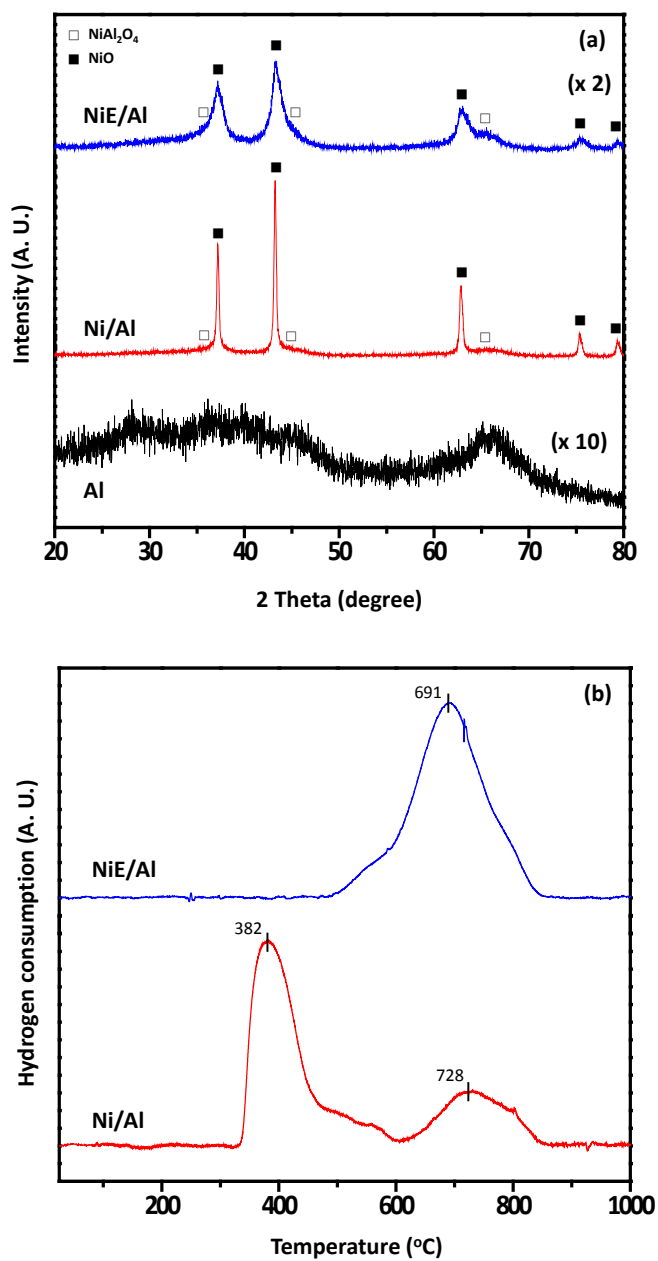 □ NiAl₂O₄
■ NiO
(a)
(x 2)
NiE/Al
Ni/Al
(x 10)
Al
Intensity (A. U.)
20 30 40 50 60 70 80
2 Theta (degree)
(b)
691
NiE/Al
382
728
Ni/Al
Hydrogen consumption (A. U.)
200 400 600 800 1000
Temperature (ºC)